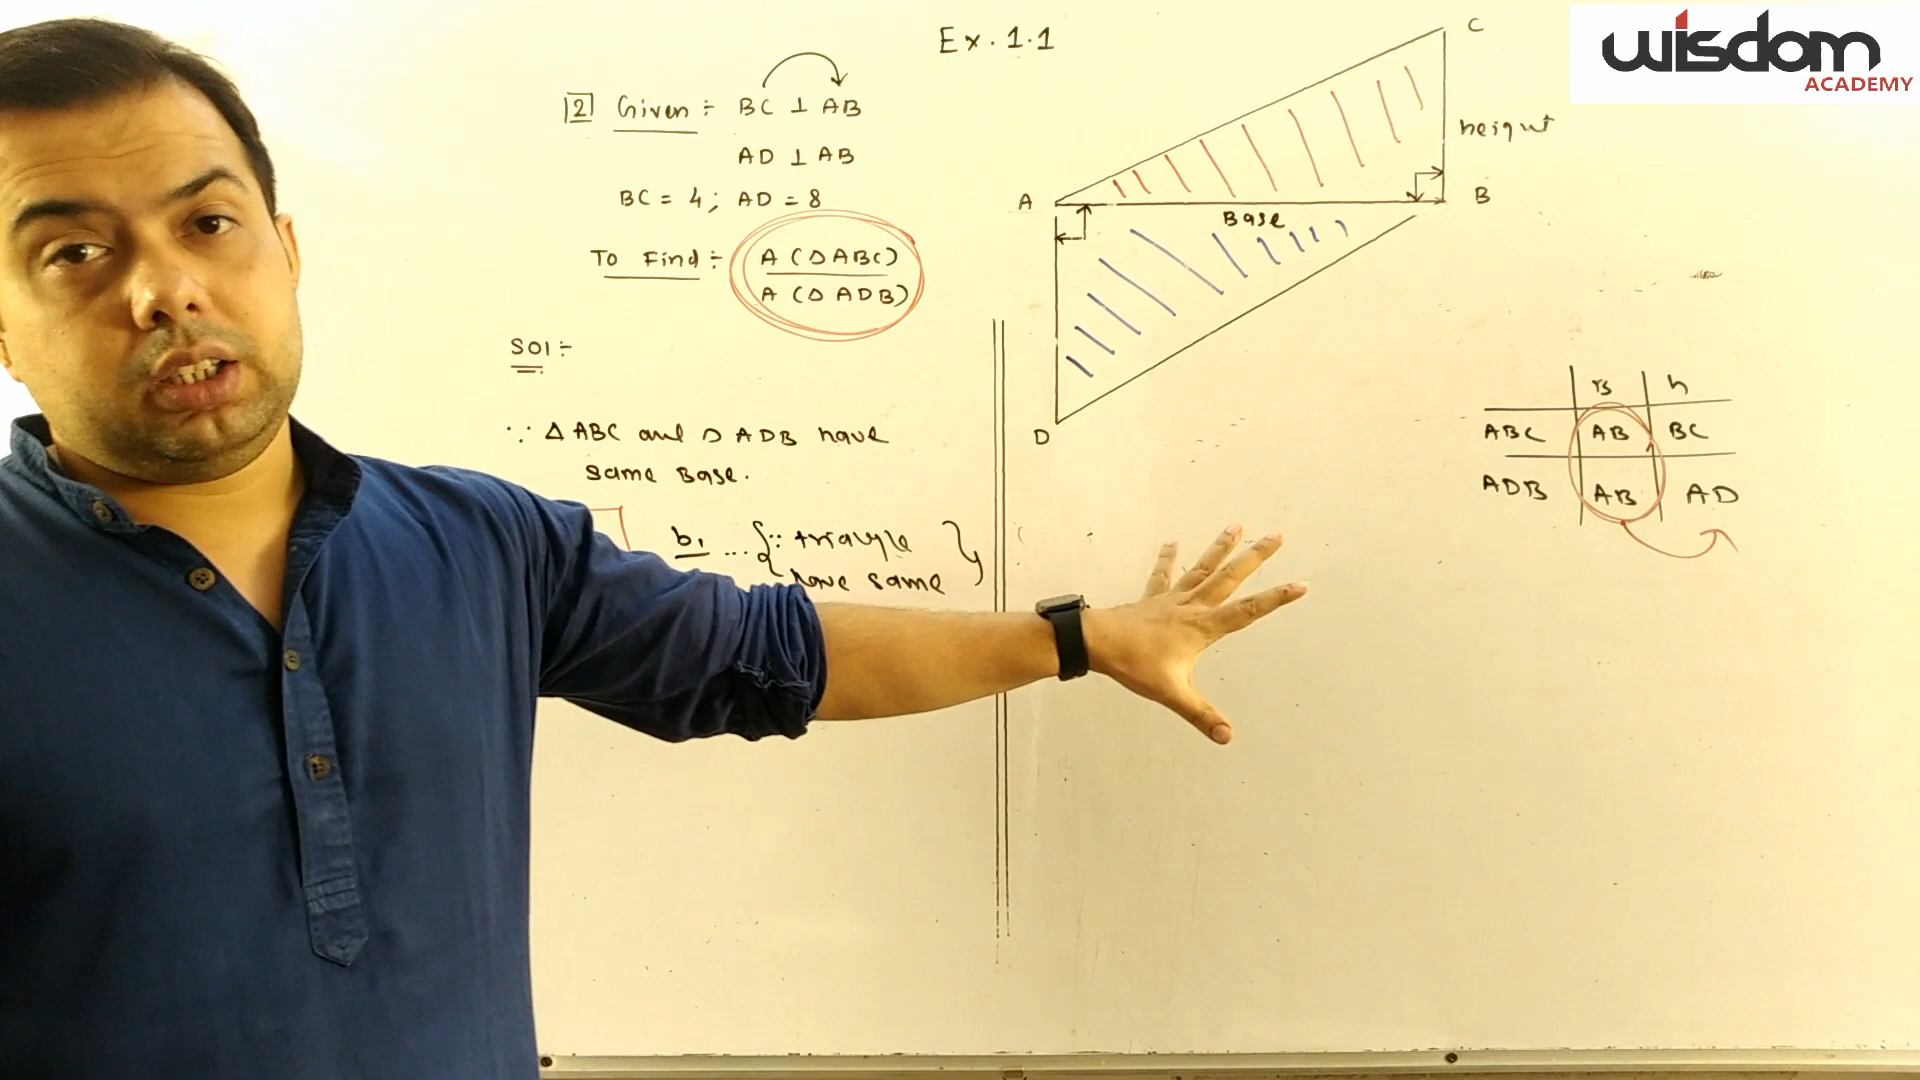 Ex. 1.1
wisdom
ACADEMY
[2] Given ÷ BC ⊥ AB
AD ⊥ AB
BC = 4; AD = 8
To Find ÷ A (△ABC)
A (△ADB)
Sol ÷
∵ △ABC and △ADB have
same Base.
b₁ ... {∵ triangle
have same }
C
height
A
B
Base
D
B h
ABC AB BC
ADB AB AD